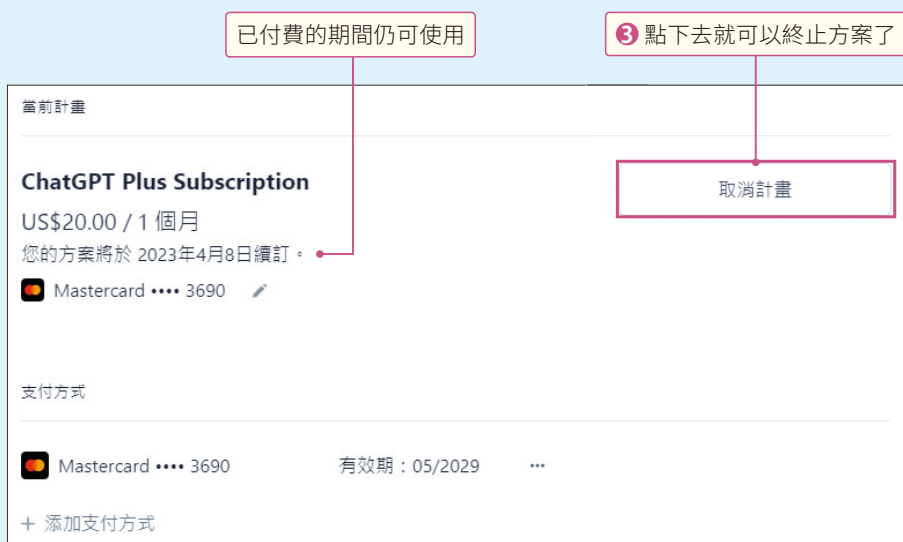 已付費的期間仍可使用
❸ 點下去就可以終止方案了
當前計畫
ChatGPT Plus Subscription
取消計畫
US$20.00 / 1 個月
您的方案將於 2023年4月8日續訂。
Mastercard •••• 3690
支付方式
Mastercard •••• 3690 有效期：05/2029 •••
+ 添加支付方式